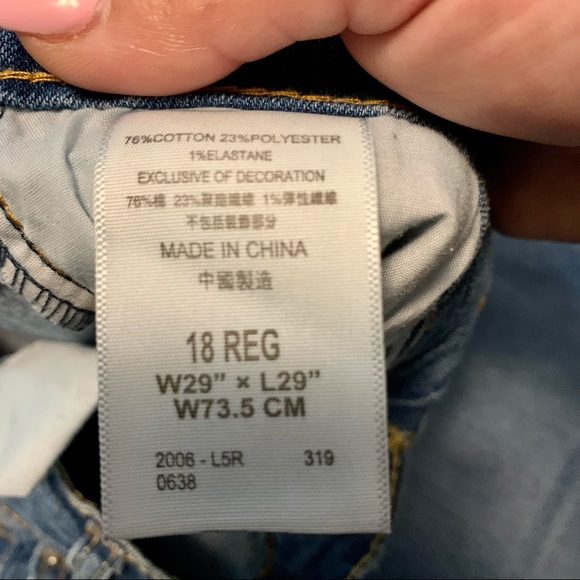 76%COTTON 23%POLYESTER
1%ELASTANE
EXCLUSIVE OF DECORATION
76%棉 23%聚酯纖維 1%彈性纖維
不包括裝飾部分
MADE IN CHINA
中國製造
18 REG
W29" × L29"
W73.5 CM
2006 - L5R 319
0638